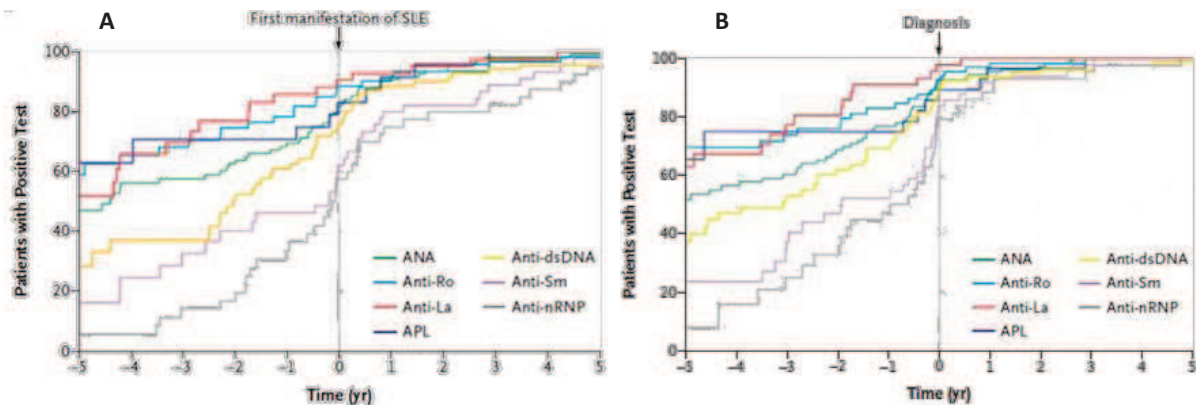 A
First manifestation of SLE
Patients with Positive Test
100
80
60
40
20
0
ANA
Anti-Ro
Anti-La
APL
Anti-dsDNA
Anti-Sm
Anti-nRNP
-5 -4 -3 -2 -1 0 1 2 3 4 5
Time (yr)
B
Diagnosis
Patients with Positive Test
100
80
60
40
20
0
ANA
Anti-Ro
Anti-La
APL
Anti-dsDNA
Anti-Sm
Anti-nRNP
-5 -4 -3 -2 -1 0 1 2 3 4 5
Time (yr)